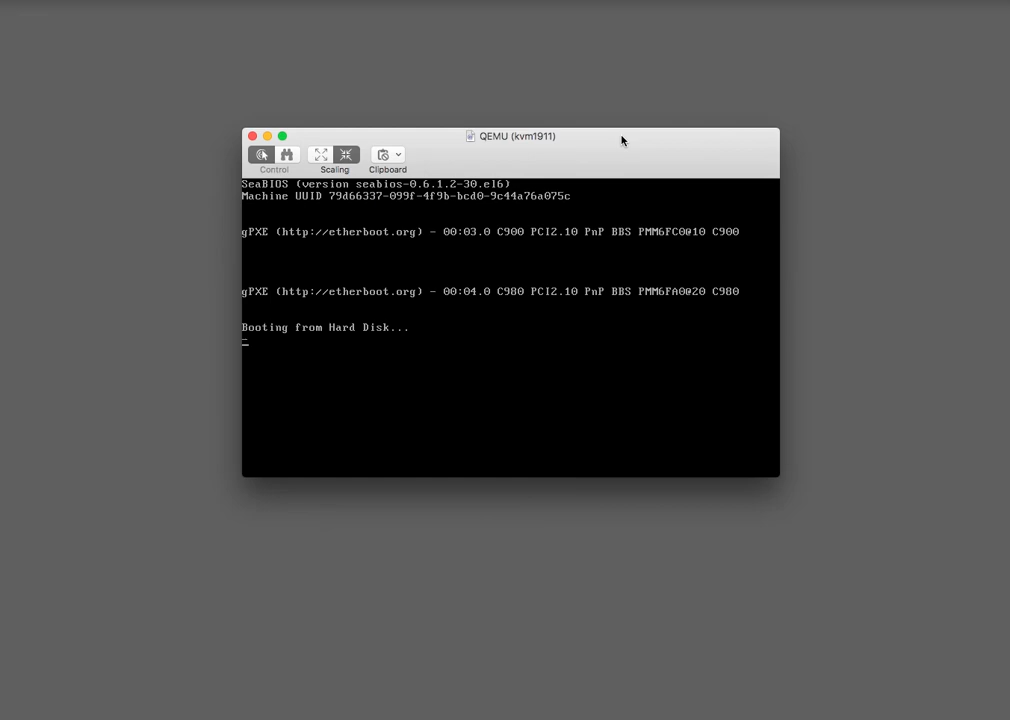 QEMU (kvm1911)
Control
Scaling
Clipboard
SeaBIOS (version seabios-0.6.1.2-30.el6)
Machine UUID 79d66337-099f-4f9b-bcd0-9c44a76a075c
gPXE (http://etherboot.org) - 00:03.0 C900 PCI2.10 PnP BBS PMM6FC0@10 C900
gPXE (http://etherboot.org) - 00:04.0 C980 PCI2.10 PnP BBS PMM6FA0@20 C980
Booting from Hard Disk...